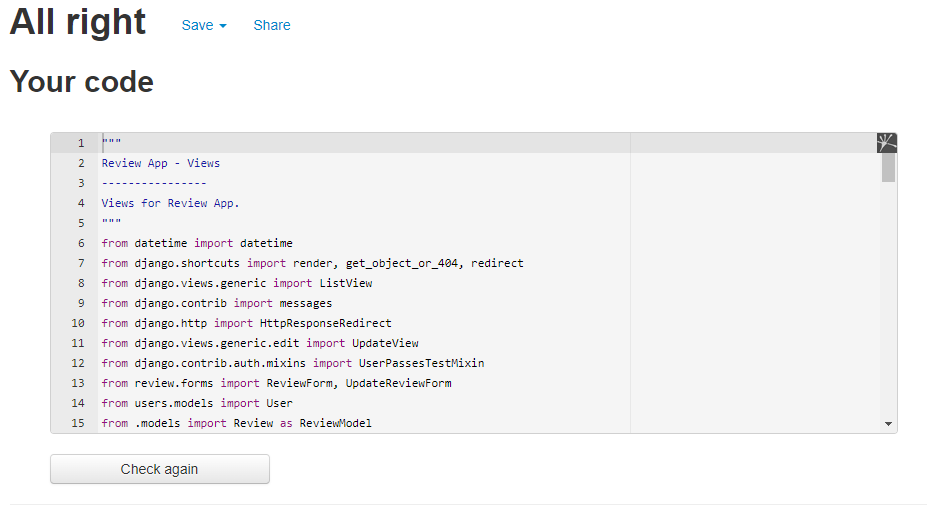 All right Save Share
Your code
1 """
2 Review App - Views
3 ----------------
4 Views for Review App.
5 """
6 from datetime import datetime
7 from django.shortcuts import render, get_object_or_404, redirect
8 from django.views.generic import ListView
9 from django.contrib import messages
10 from django.http import HttpResponseRedirect
11 from django.views.generic.edit import UpdateView
12 from django.contrib.auth.mixins import UserPassesTestMixin
13 from review.forms import ReviewForm, UpdateReviewForm
14 from users.models import User
15 from .models import Review as ReviewModel
Check again